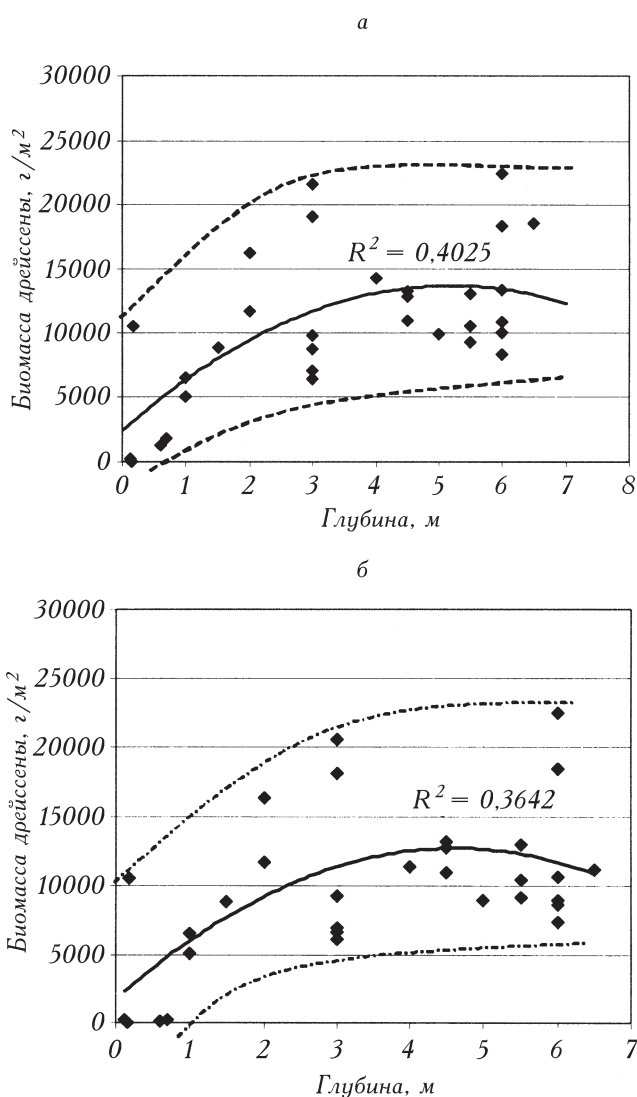 а
30000
25000
20000
15000
10000
5000
0
Биомасса дрейссены, г/м²
R² = 0,4025
0 1 2 3 4 5 6 7 8
Глубина, м
б
30000
25000
20000
15000
10000
5000
0
Биомасса дрейссены, г/м²
R² = 0,3642
0 1 2 3 4 5 6 7
Глубина, м